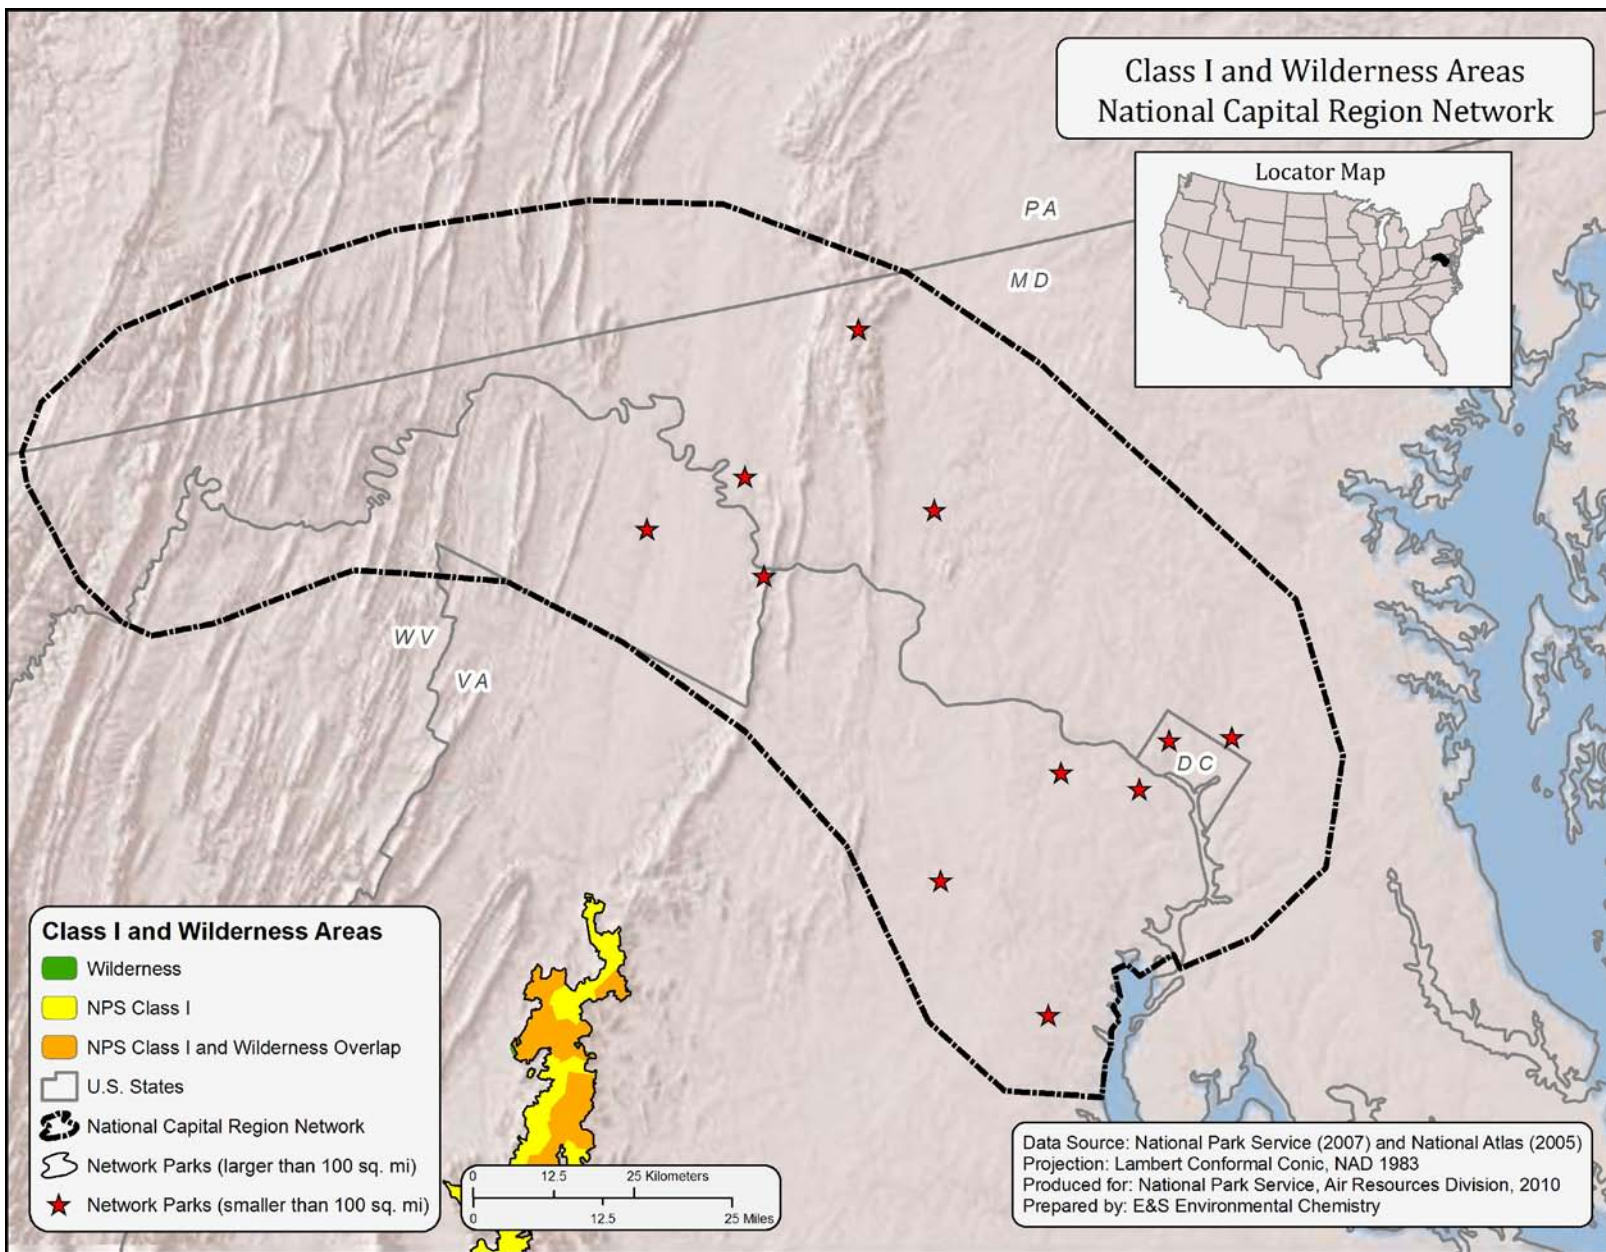 Class I and Wilderness Areas
National Capital Region Network
Locator Map
PA
MD
WV
VA
DC
Class I and Wilderness Areas
Wilderness
NPS Class I
NPS Class I and Wilderness Overlap
U.S. States
National Capital Region Network
Network Parks (larger than 100 sq. mi)
Network Parks (smaller than 100 sq. mi)
0 12.5 25 Kilometers
0 12.5 25 Miles
Data Source: National Park Service (2007) and National Atlas (2005)
Projection: Lambert Conformal Conic, NAD 1983
Produced for: National Park Service, Air Resources Division, 2010
Prepared by: E&S Environmental Chemistry